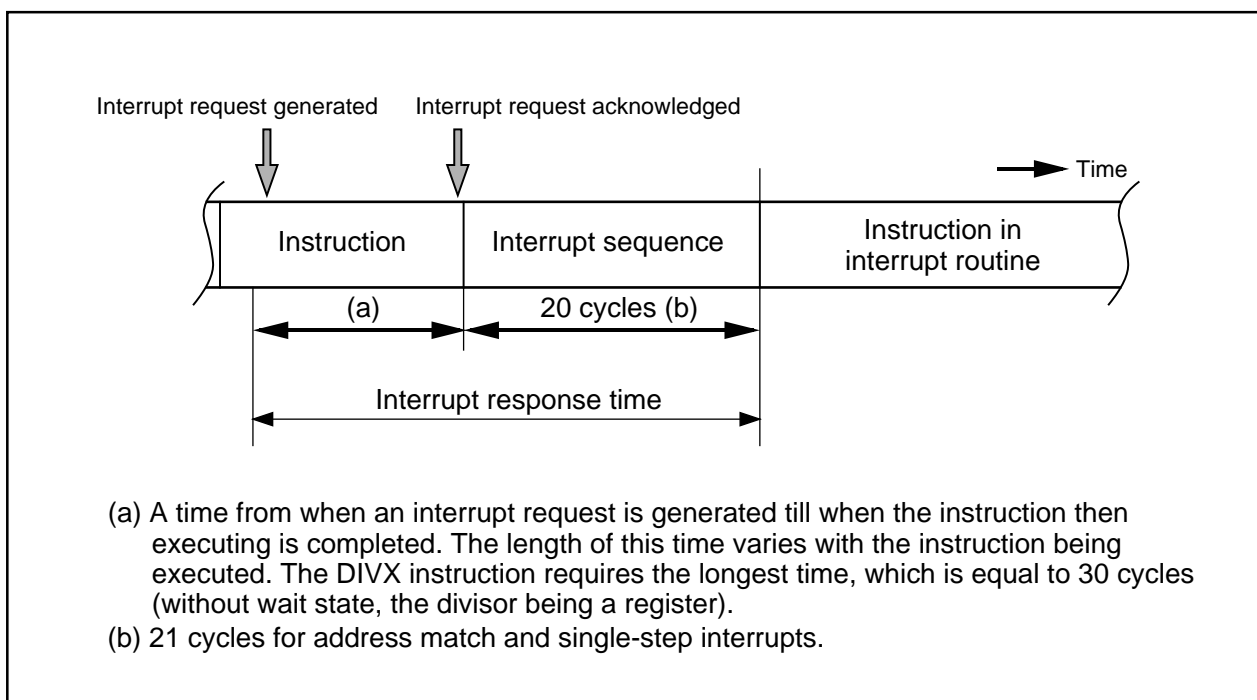 Interrupt request generated
Interrupt request acknowledged
Time
Instruction
Interrupt sequence
Instruction in
interrupt routine
(a)
20 cycles (b)
Interrupt response time
(a) A time from when an interrupt request is generated till when the instruction then
executing is completed. The length of this time varies with the instruction being
executed. The DIVX instruction requires the longest time, which is equal to 30 cycles
(without wait state, the divisor being a register).
(b) 21 cycles for address match and single-step interrupts.